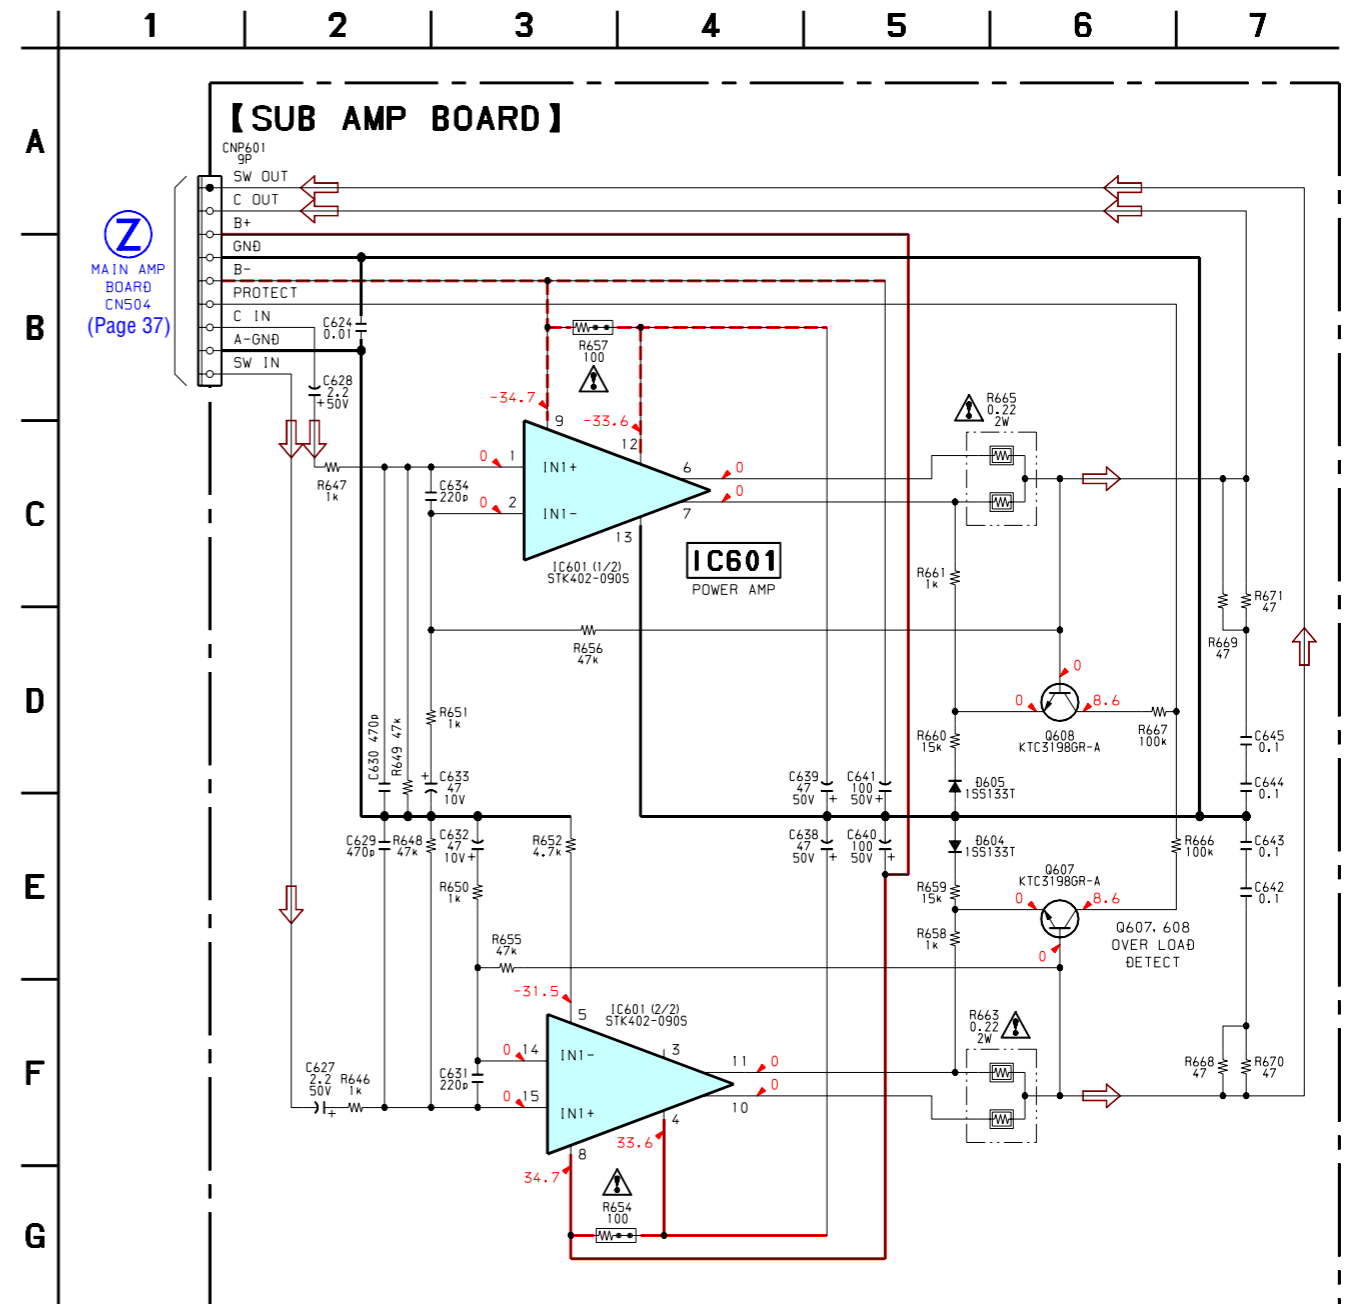 1 2 3 4 5 6 7
A
B
C
D
E
F
G
【SUB AMP BOARD】
CNP601
9P
SW OUT
C OUT
B+
GND
B-
PROTECT
C IN
A-GND
SW IN
Z
MAIN AMP
BOARD
CN504
(Page 37)
C624
0.01
C628
2.2
+50V
R657
100
-34.7
-33.6
9
12
R665
0.22
2W
R647
1k
C634
220p
0
1
IN1+
0
2
IN1-
6
0
7
0
13
IC601 (1/2)
STK402-090S
IC601
POWER AMP
R661
1k
R671
47
R669
47
R656
47k
0
0
8.6
Q608
KTC3198GR-A
R667
100k
R651
1k
C630 470p
R649 47k
+
C633
47
10V
R660
15k
C639
47
50V
+
C641
100
50V
+
D605
1SS133T
C645
0.1
C644
0.1
C629
470p
R648
47k
C632
47
10V
+
R652
4.7k
C638
47
50V
+
C640
100
50V
+
D604
1SS133T
R666
100k
C643
0.1
C642
0.1
R650
1k
R659
15k
Q607
KTC3198GR-A
0
8.6
0
R658
1k
Q607, 608
OVER LOAD
DETECT
R655
47k
-31.5
5
IC601 (2/2)
STK402-090S
R663
0.22
2W
0
14
IN1-
3
11
0
C631
220p
0
15
IN1+
4
10
0
C627
2.2
50V
+
R646
1k
R668
47
R670
47
8
34.7
33.6
R654
100